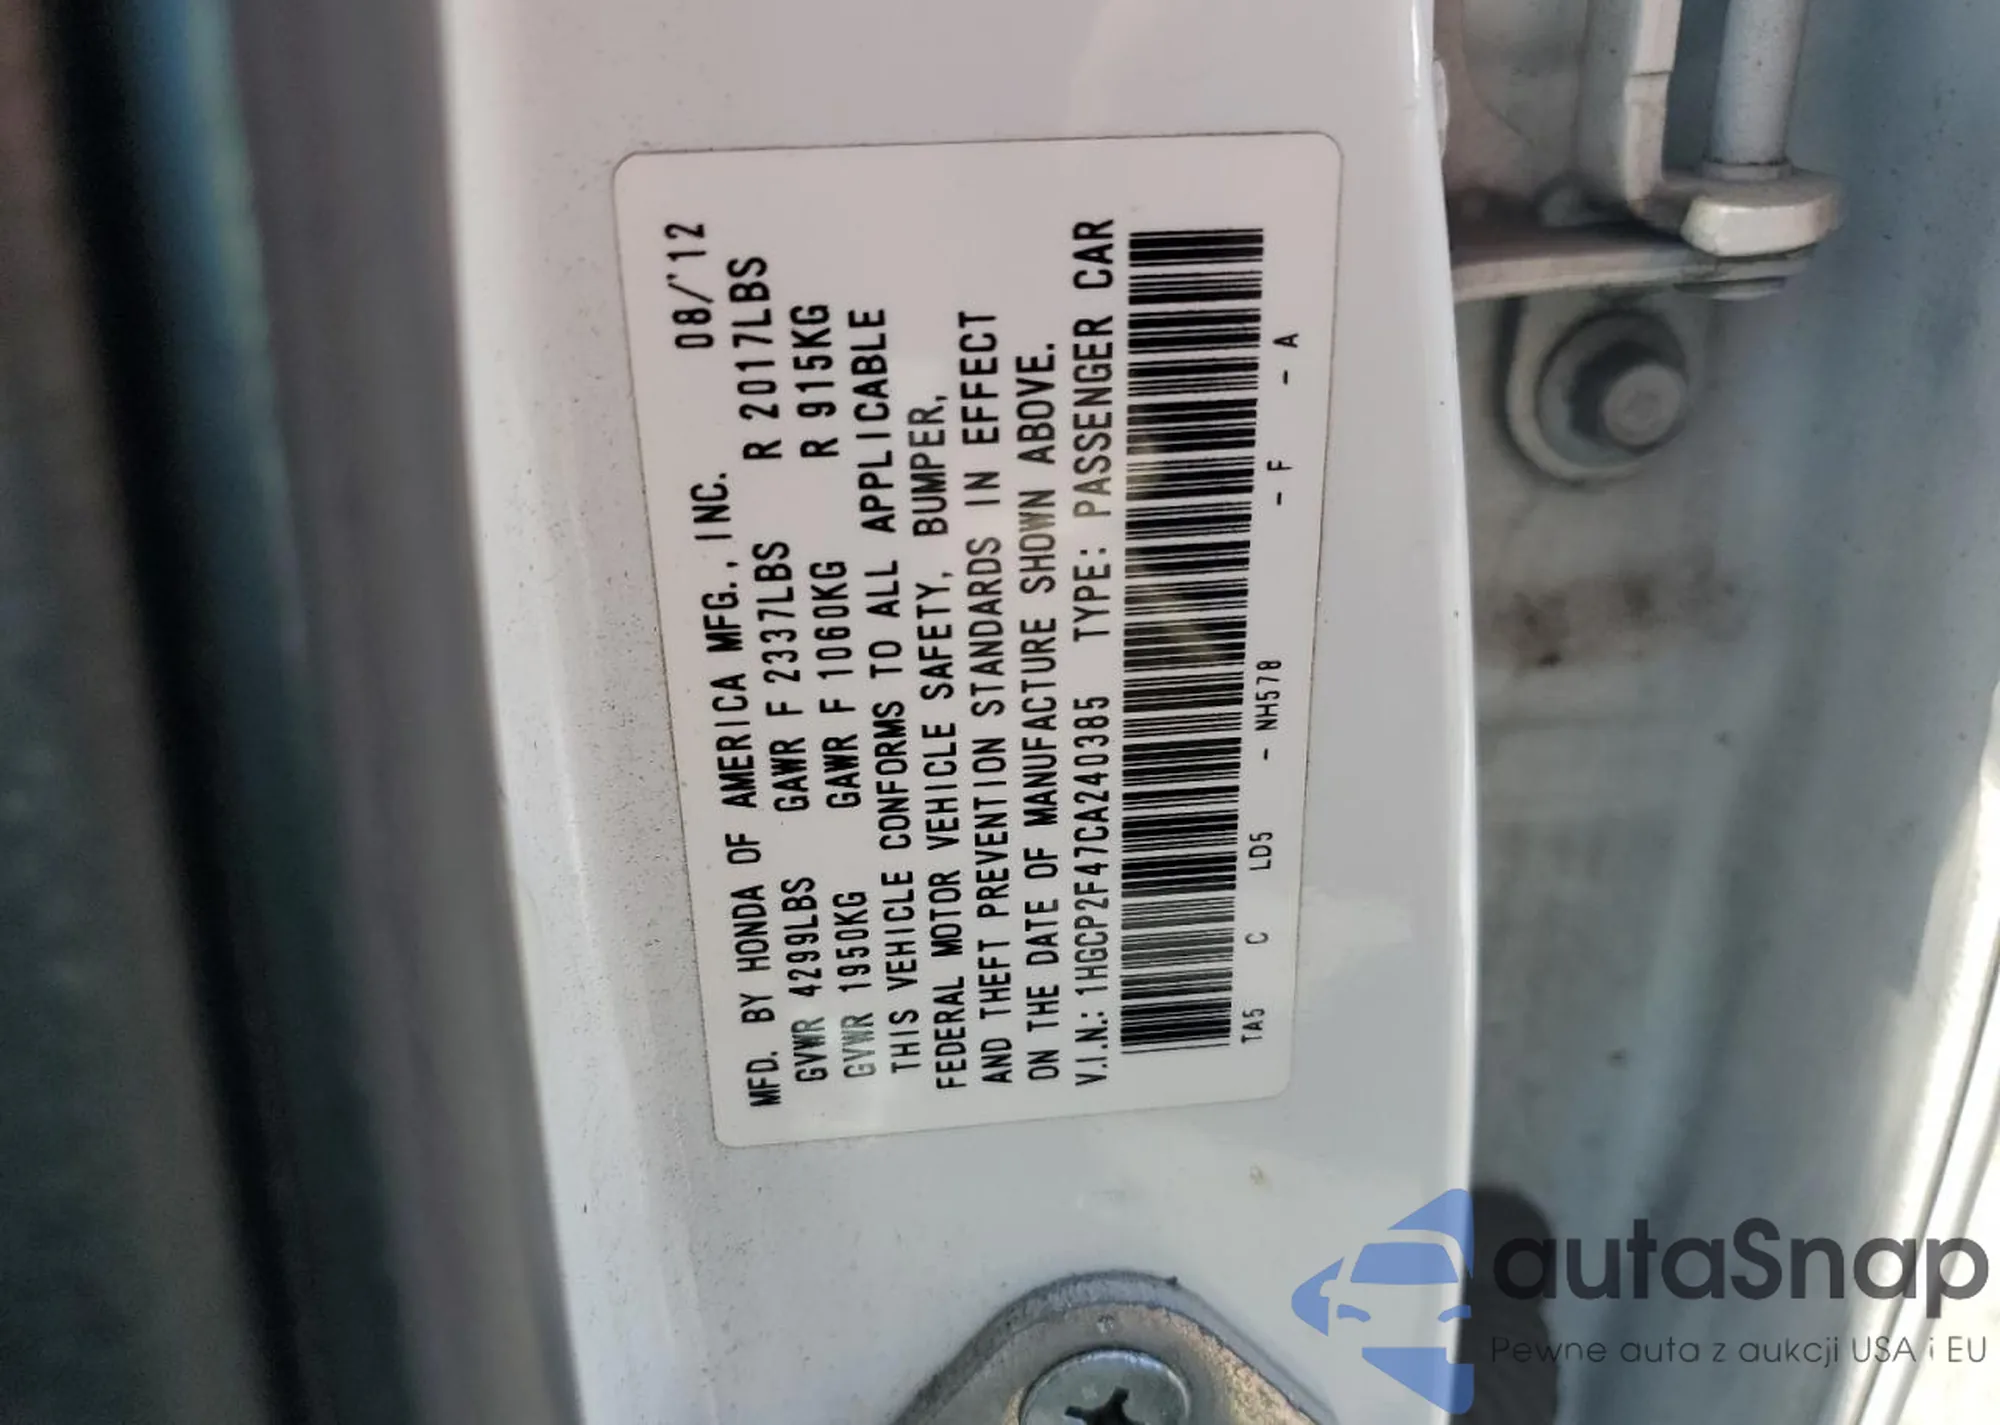 MFD. BY HONDA OF AMERICA MFG., INC. 08/'12
GVWR 4299LBS GAWR F 2337LBS R 2017LBS
GVWR 1950KG GAWR F 1060KG R 915KG
THIS VEHICLE CONFORMS TO ALL APPLICABLE
FEDERAL MOTOR VEHICLE SAFETY, BUMPER,
AND THEFT PREVENTION STANDARDS IN EFFECT
ON THE DATE OF MANUFACTURE SHOWN ABOVE.
V.I.N.: 1HGCP2F47CA240385 TYPE: PASSENGER CAR
TA5 C LD5 - NH578 - F - A
autaSnap
Pewne auta z aukcji USA i EU